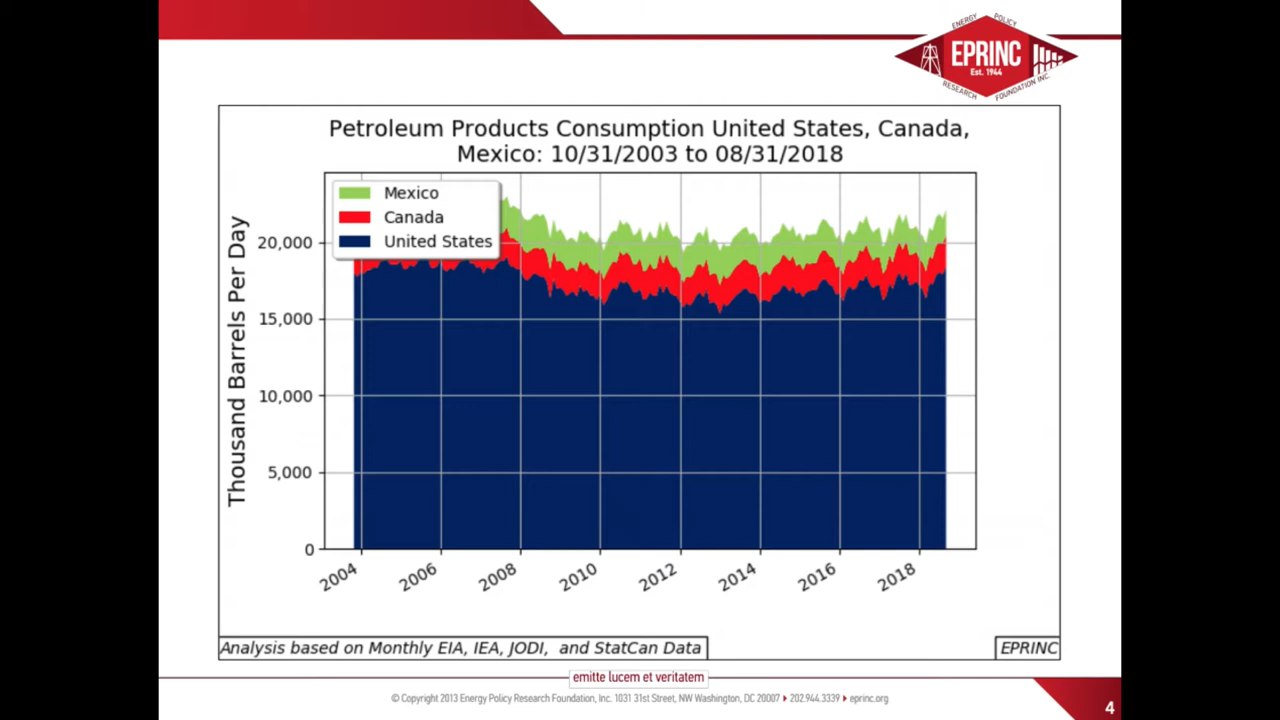 ENERGY POLICY
EPRINC
Est. 1944
RESEARCH FOUNDATION INC.
Petroleum Products Consumption United States, Canada,
Mexico: 10/31/2003 to 08/31/2018
Mexico
Canada
United States
Thousand Barrels Per Day
20,000
15,000
10,000
5,000
0
2004 2006 2008 2010 2012 2014 2016 2018
Analysis based on Monthly EIA, IEA, JODI,  and StatCan Data
EPRINC
emitte lucem et veritatem
© Copyright 2013 Energy Policy Research Foundation, Inc. 1031 31st Street, NW Washington, DC 20007 ▸ 202.944.3339 ▸ eprinc.org
4